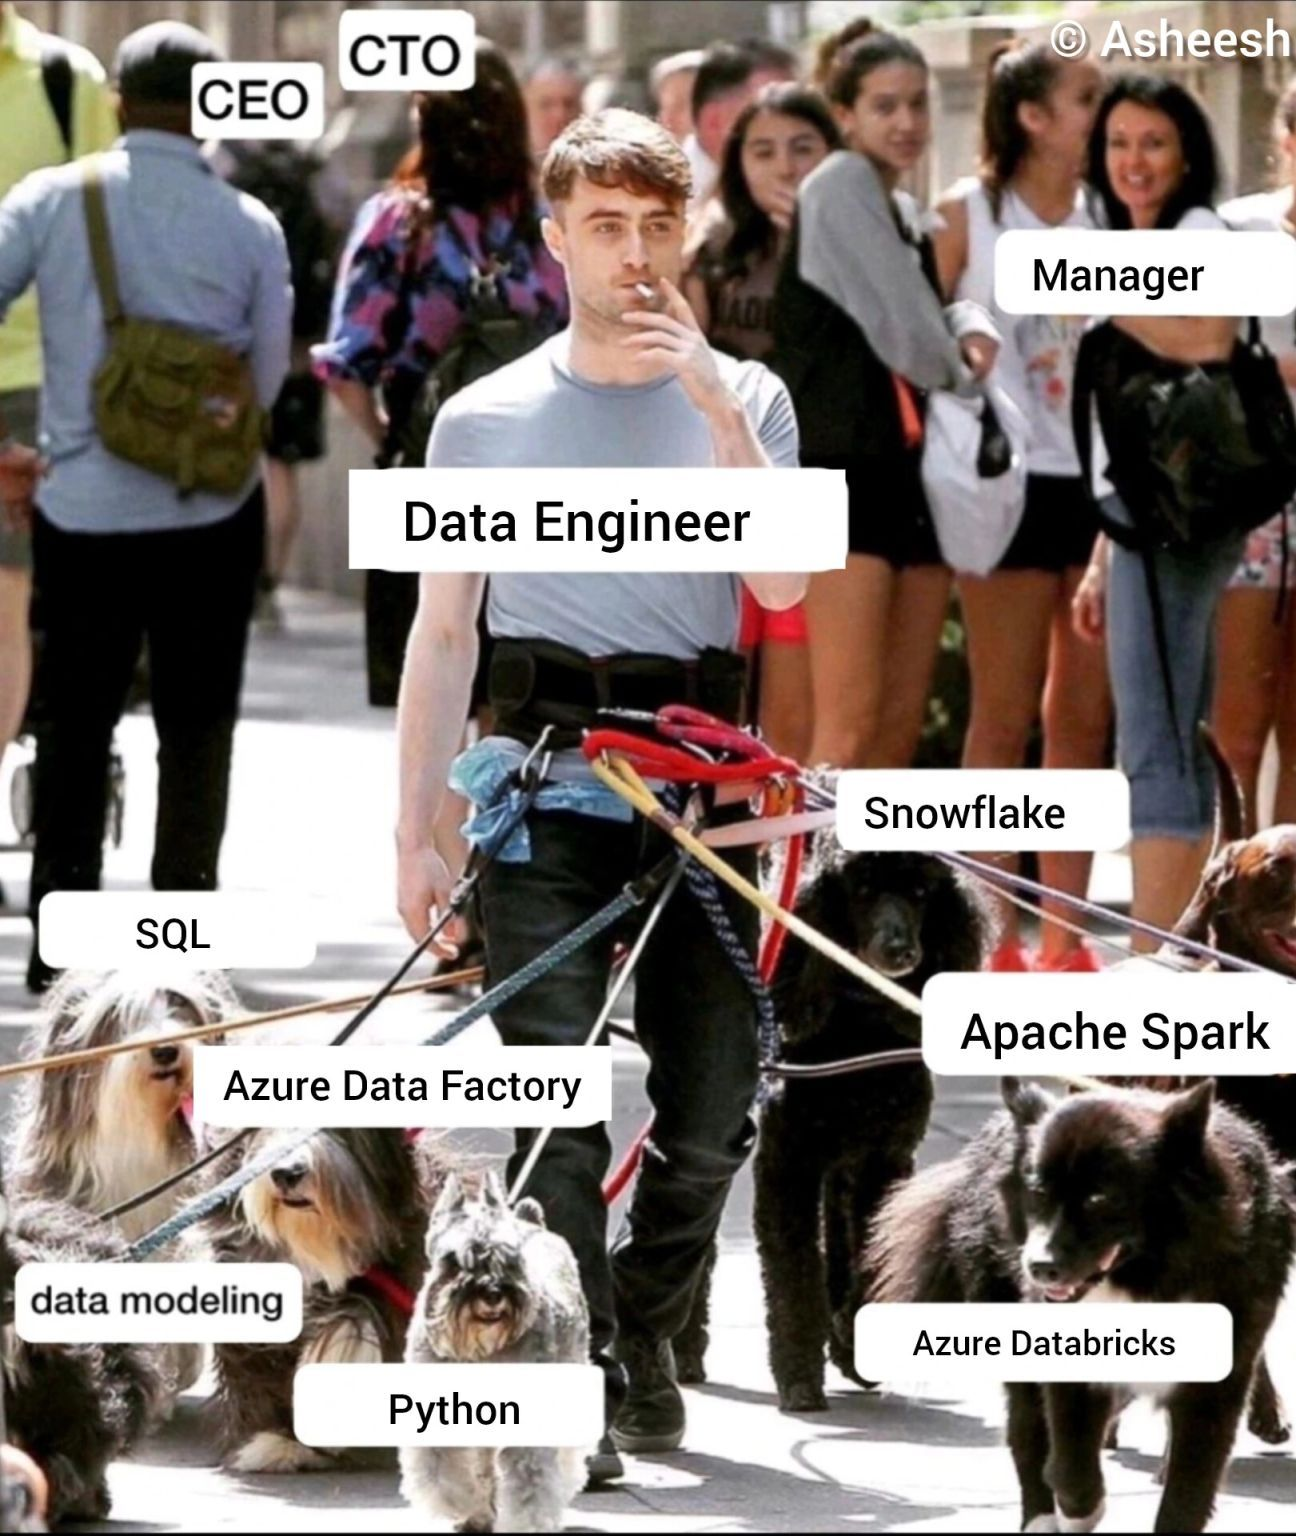 CTO
© Asheesh
CEO
Manager
Data Engineer
Snowflake
SQL
Apache Spark
Azure Data Factory
data modeling
Azure Databricks
Python